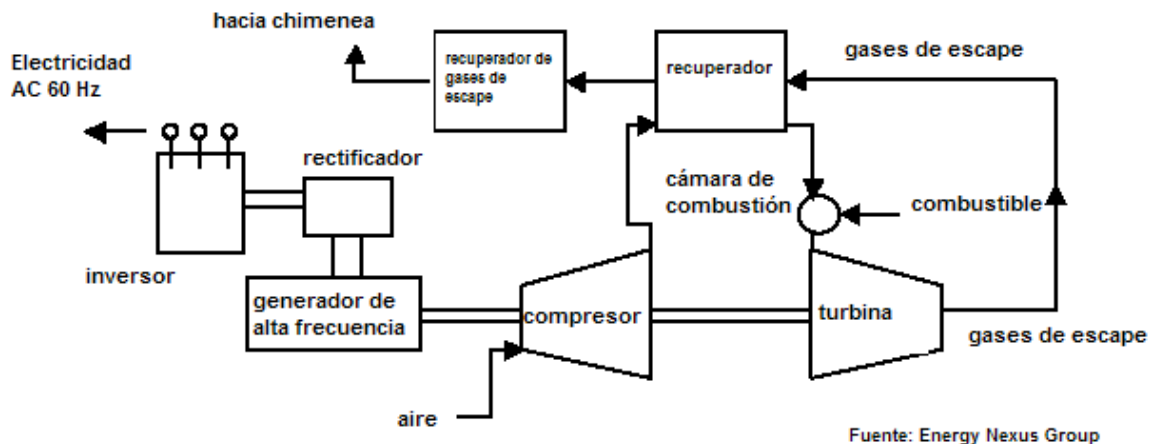 hacia chimenea
Electricidad
AC 60 Hz
recuperador de
gases de
escape
recuperador
gases de escape
rectificador
cámara de
combustión
combustible
inversor
generador de
alta frecuencia
compresor
turbina
gases de escape
aire
Fuente: Energy Nexus Group